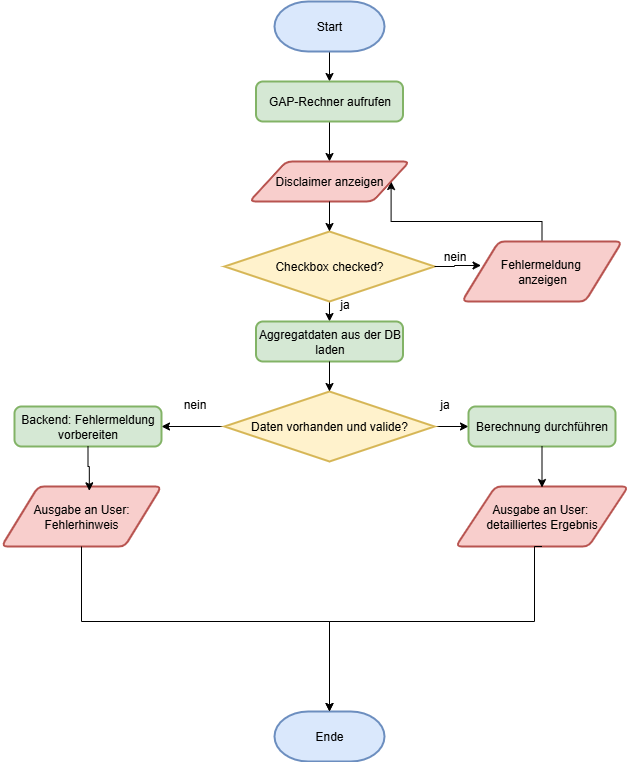 Start
GAP-Rechner aufrufen
Disclaimer anzeigen
Checkbox checked?
nein
Fehlermeldung
anzeigen
ja
Aggregatdaten aus der DB
laden
nein
Daten vorhanden und valide?
ja
Backend: Fehlermeldung
vorbereiten
Berechnung durchführen
Ausgabe an User:
Fehlerhinweis
Ausgabe an User:
detailliertes Ergebnis
Ende